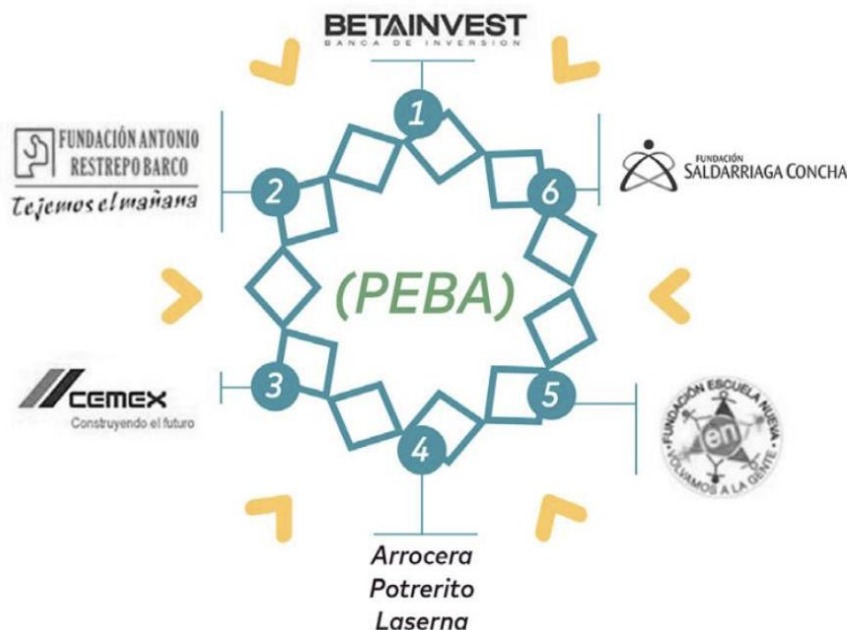 BETAINVEST
BANCA DE INVERSION
1
FUNDACIÓN ANTONIO
RESTREPO BARCO
Tejemos el mañana
2
6
FUNDACIÓN
SALDARRIAGA CONCHA
(PEBA)
CEMEX
Construyendo el futuro
3
5
FUNDACIÓN ESCUELA NUEVA
VOLVAMOS A LA GENTE
en
4
Arrocera
Potrerito
Laserna